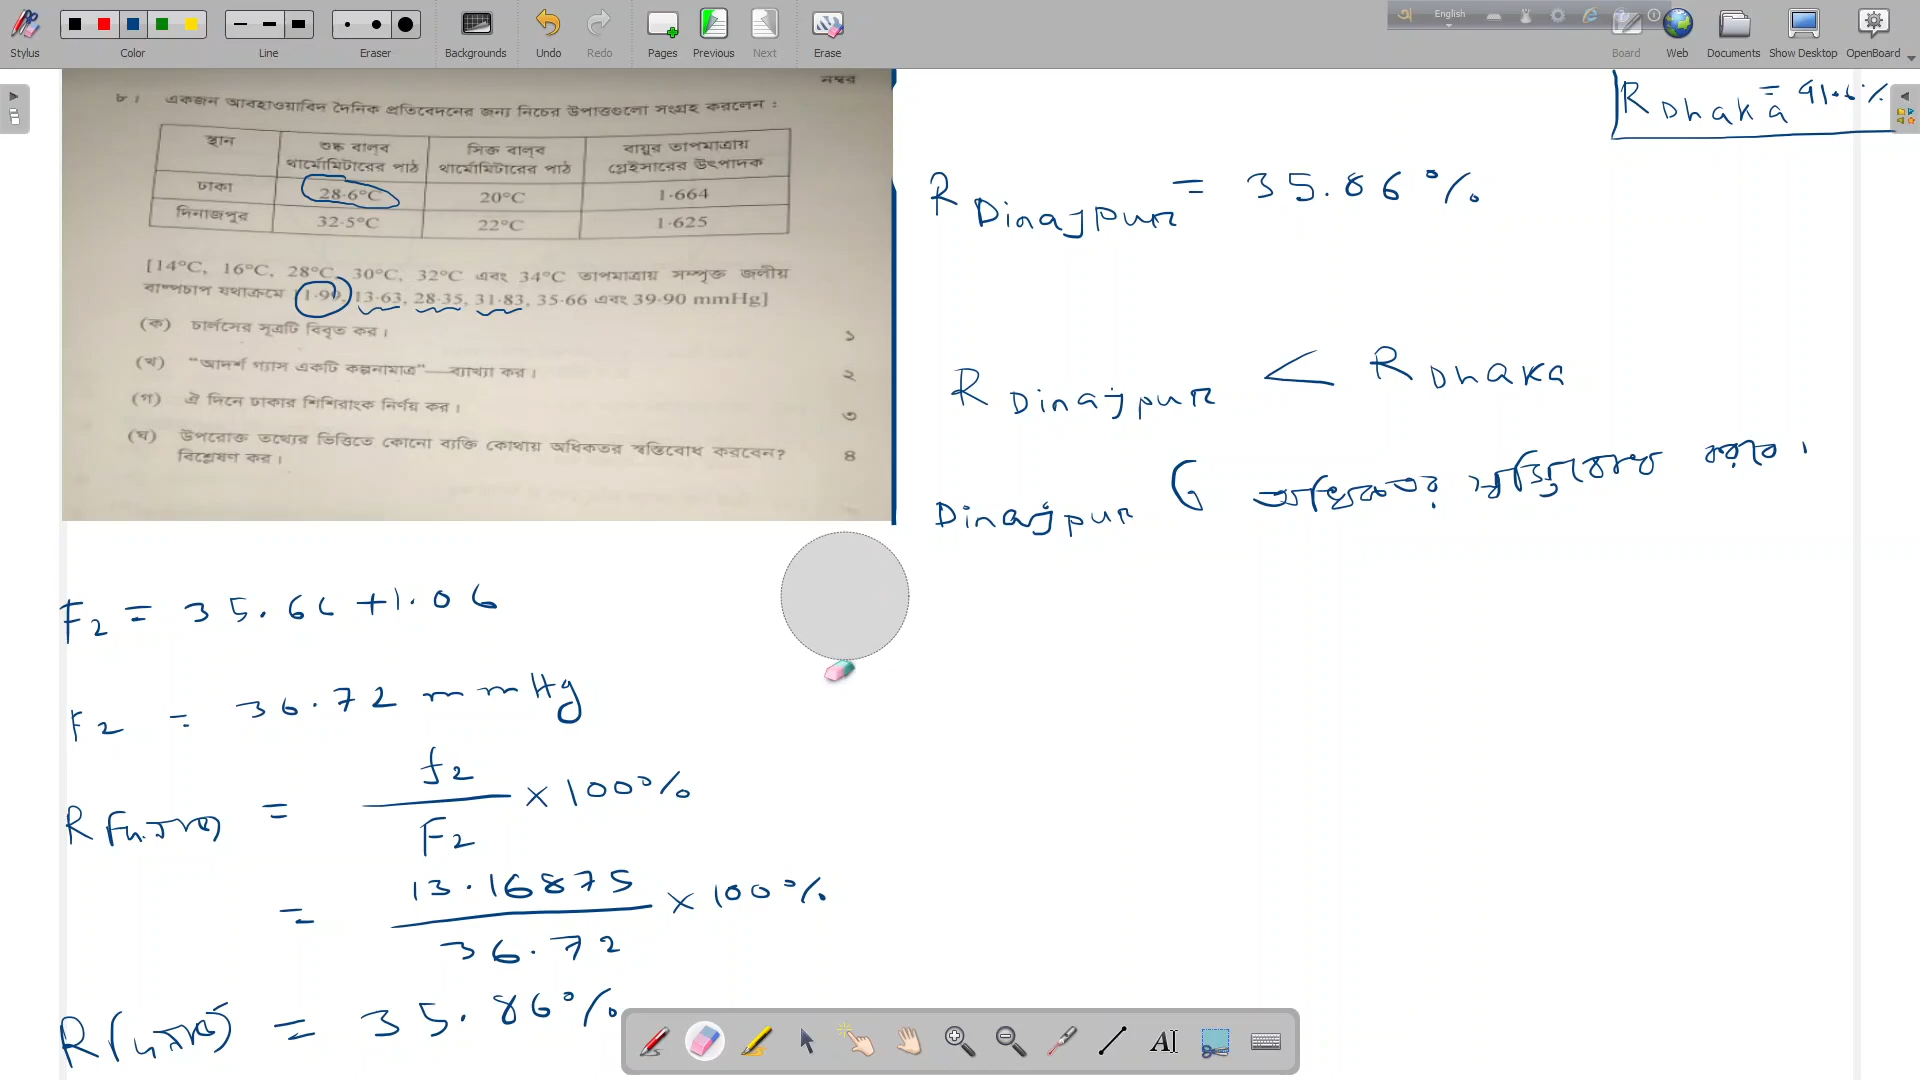 Stylus
Color
Line
Eraser
Backgrounds
Undo
Redo
Pages
Previous
Next
Erase
English
Board
Web
Documents
Show Desktop
OpenBoard
নম্বর
৮। একজন আবহাওয়াবিদ দৈনিক প্রতিবেদনের জন্য নিচের উপাত্তগুলো সংগ্রহ করলেন :
স্থান
শুষ্ক বাল্‌ব থার্মোমিটারের পাঠ
সিক্ত বাল্‌ব থার্মোমিটারের পাঠ
বায়ুর তাপমাত্রায় গ্লেইসারের উৎপাদক
ঢাকা 28·6°C 20°C 1·664
দিনাজপুর 32·5°C 22°C 1·625
[14°C, 16°C, 28°C, 30°C, 32°C এবং 34°C তাপমাত্রায় সম্পৃক্ত জলীয়
বাষ্পচাপ যথাক্রমে 13·63, 28·35, 31·83, 35·66 এবং 39·90 mmHg]
(ক) চার্লসের সূত্রটি বিবৃত কর। ১
(খ) “আদর্শ গ্যাস একটি কল্পনামাত্র”—ব্যাখ্যা কর। ২
(গ) ঐ দিনে ঢাকার শিশিরাংক নির্ণয় কর। ৩
(ঘ) উপরোক্ত তথ্যের ভিত্তিতে কোনো ব্যক্তি কোথায় অধিকতর স্বস্তিবোধ করবেন?
বিশ্লেষণ কর। ৪
F2 = 35.66 + 1.06
F2 = 36.72 mmHg
R = f2/F2 × 100%
= 13.16875/36.72 × 100%
R = 35.86%
R Dhaka =
R Dinajpur = 35.86%
R Dinajpur < R Dhaka
Dinajpur এ অধিকতর স্বস্তিবোধ করবে।